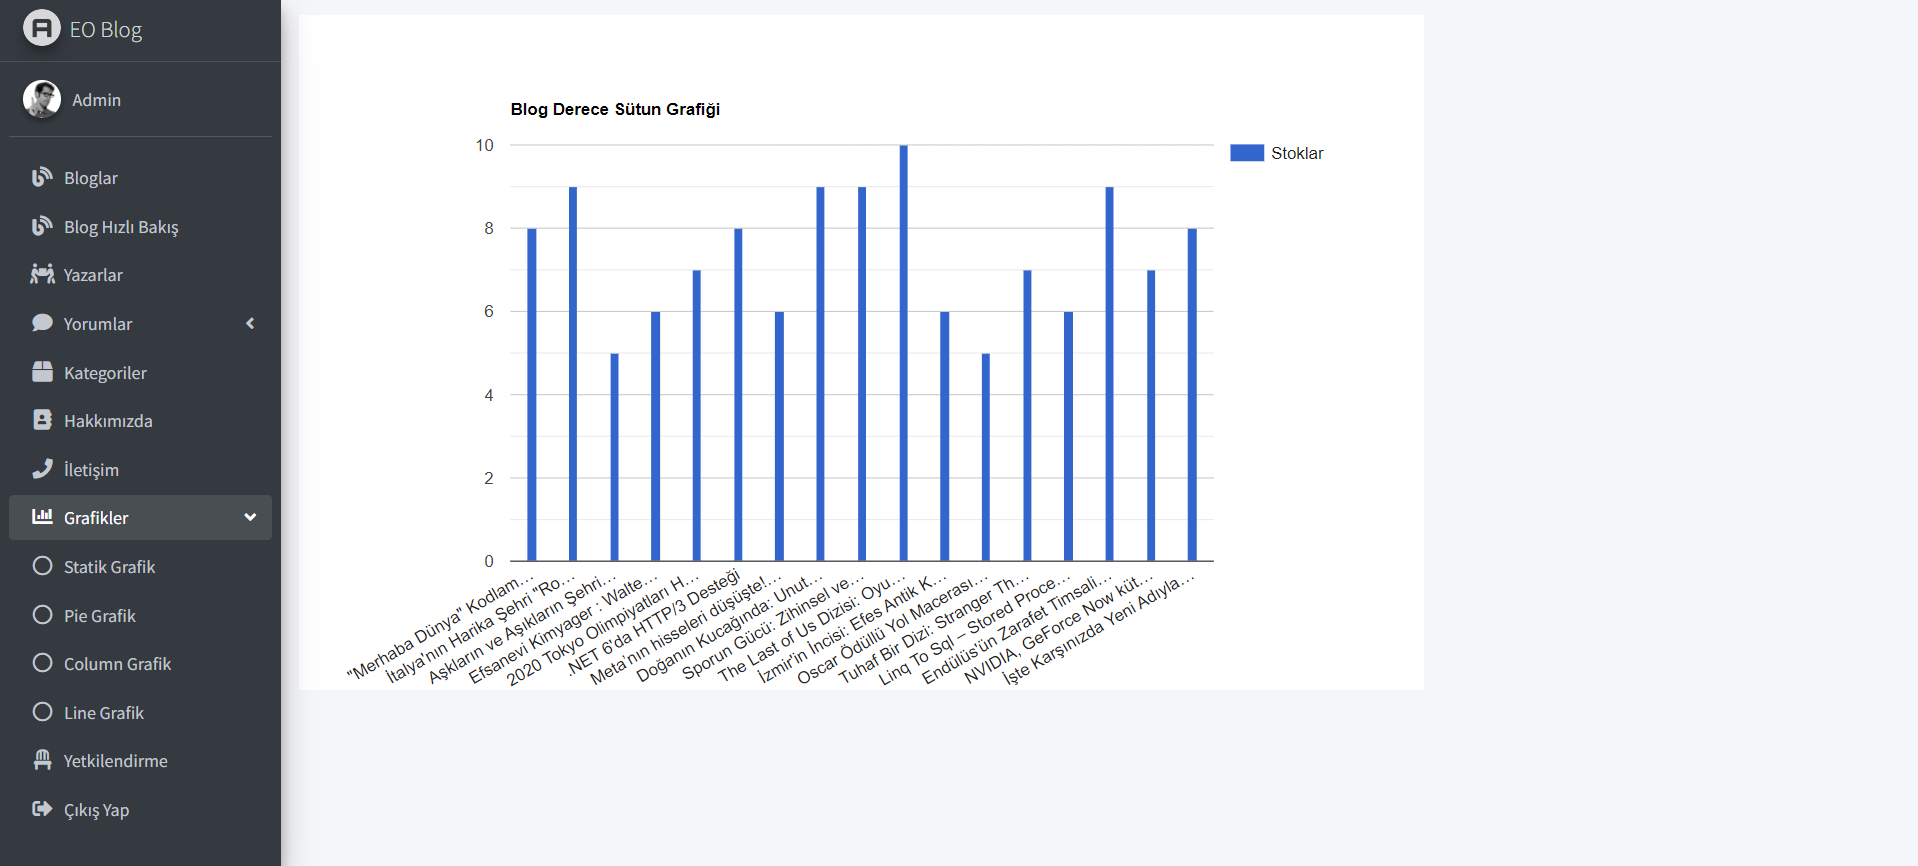 EO Blog
Admin
Bloglar
Blog Hızlı Bakış
Yazarlar
Yorumlar
Kategoriler
Hakkımızda
İletişim
Grafikler
Statik Grafik
Pie Grafik
Column Grafik
Line Grafik
Yetkilendirme
Çıkış Yap
Blog Derece Sütun Grafiği
Stoklar
10
8
6
4
2
0
"Merhaba Dünya" Kodlam…
İtalya'nın Harika Şehri "Ro…
Aşkların ve Aşıkların Şehri…
Efsanevi Kimyager : Walte…
2020 Tokyo Olimpiyatları H…
.NET 6'da HTTP/3 Desteği
Meta'nın hisseleri düşüşte!…
Doğanın Kucağında: Unut…
Sporun Gücü: Zihinsel ve…
The Last of Us Dizisi: Oyu…
İzmir'in İncisi: Efes Antik K…
Oscar Ödüllü Yol Macerası…
Tuhaf Bir Dizi: Stranger Th…
Linq To Sql – Stored Proce…
Endülüs'ün Zarafet Timsali…
NVIDIA, GeForce Now küt…
İşte Karşınızda Yeni Adıyla…